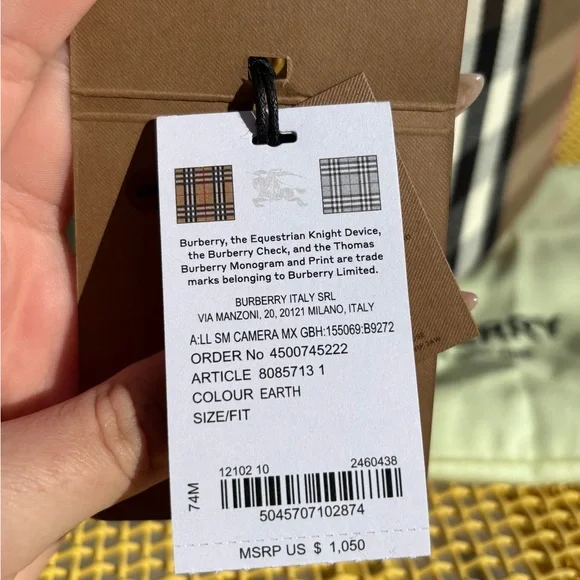 Burberry, the Equestrian Knight Device,
the Burberry Check, and the Thomas
Burberry Monogram and Print are trade
marks belonging to Burberry Limited.
BURBERRY ITALY SRL
VIA MANZONI, 20, 20121 MILANO, ITALY
A:LL SM CAMERA MX GBH:155069:B9272
ORDER No 4500745222
ARTICLE 8085713 1
COLOUR EARTH
SIZE/FIT
12102 10 2460438
74M
5045707102874
MSRP US $ 1,050